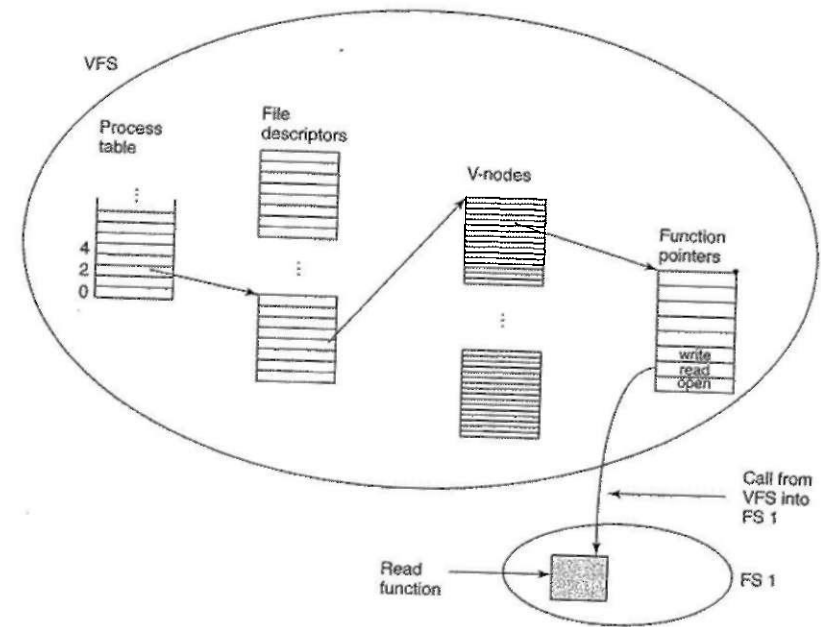 VFS
Process
table
File
descriptors
V-nodes
Function
pointers
4
2
0
write
read
open
Call from
VFS into
FS 1
Read
function
FS 1